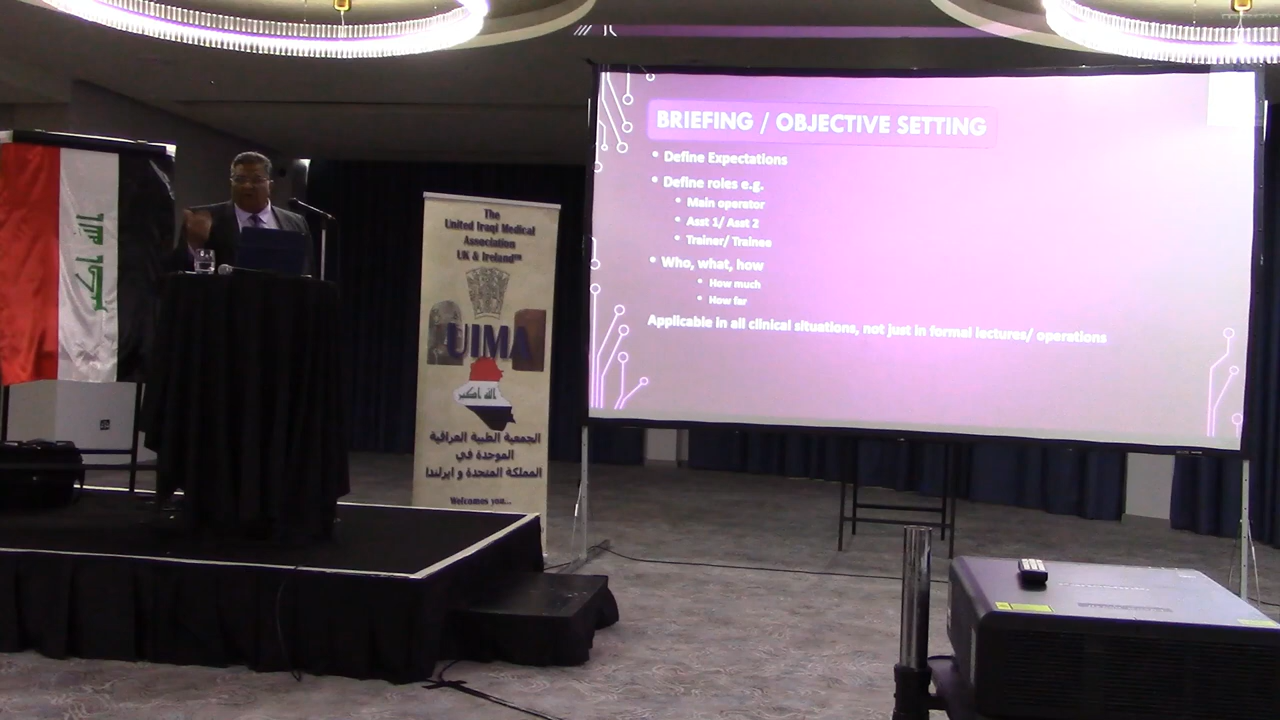 BRIEFING / OBJECTIVE SETTING
• Define Expectations
• Define roles e.g.
• Main operator
• Asst 1/ Asst 2
• Trainer/ Trainee
• Who, what, how
• How much
• How far
Applicable in all clinical situations, not just in formal lectures/ operations
The
United Iraqi Medical
Association
UK & Ireland
UIMA
الله اكبر
الجمعية الطبية العراقية
الموحدة في
المملكة المتحدة و ايرلندا
Welcomes you...
الله اكبر